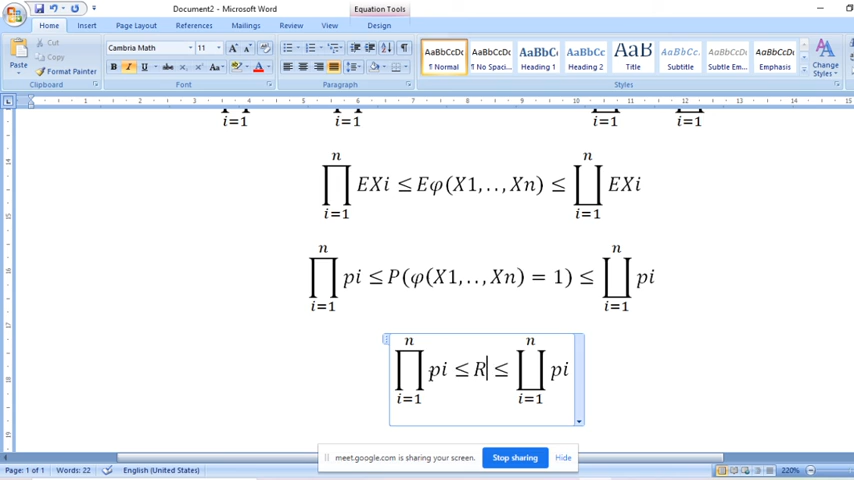 Document2 - Microsoft Word
Equation Tools
Home Insert Page Layout References Mailings Review View Design
Paste
Cut
Copy
Format Painter
Clipboard
Cambria Math 11
Font
Paragraph
AaBbCcDc AaBbCcDc AaBbC AaBbCc AaB AaBbCc. AaBbCcDc AaBbCcDc
¶ Normal ¶ No Spaci... Heading 1 Heading 2 Title Subtitle Subtle Em... Emphasis
Change Styles
Styles
i=1 i=1 i=1 i=1
∏_{i=1}^{n} EXi ≤ Eφ(X1,..,Xn) ≤ ∐_{i=1}^{n} EXi
∏_{i=1}^{n} pi ≤ P(φ(X1,..,Xn) = 1) ≤ ∐_{i=1}^{n} pi
∏_{i=1}^{n} pi ≤ R ≤ ∐_{i=1}^{n} pi
meet.google.com is sharing your screen. Stop sharing Hide
Page: 1 of 1 Words: 22 English (United States) 220%